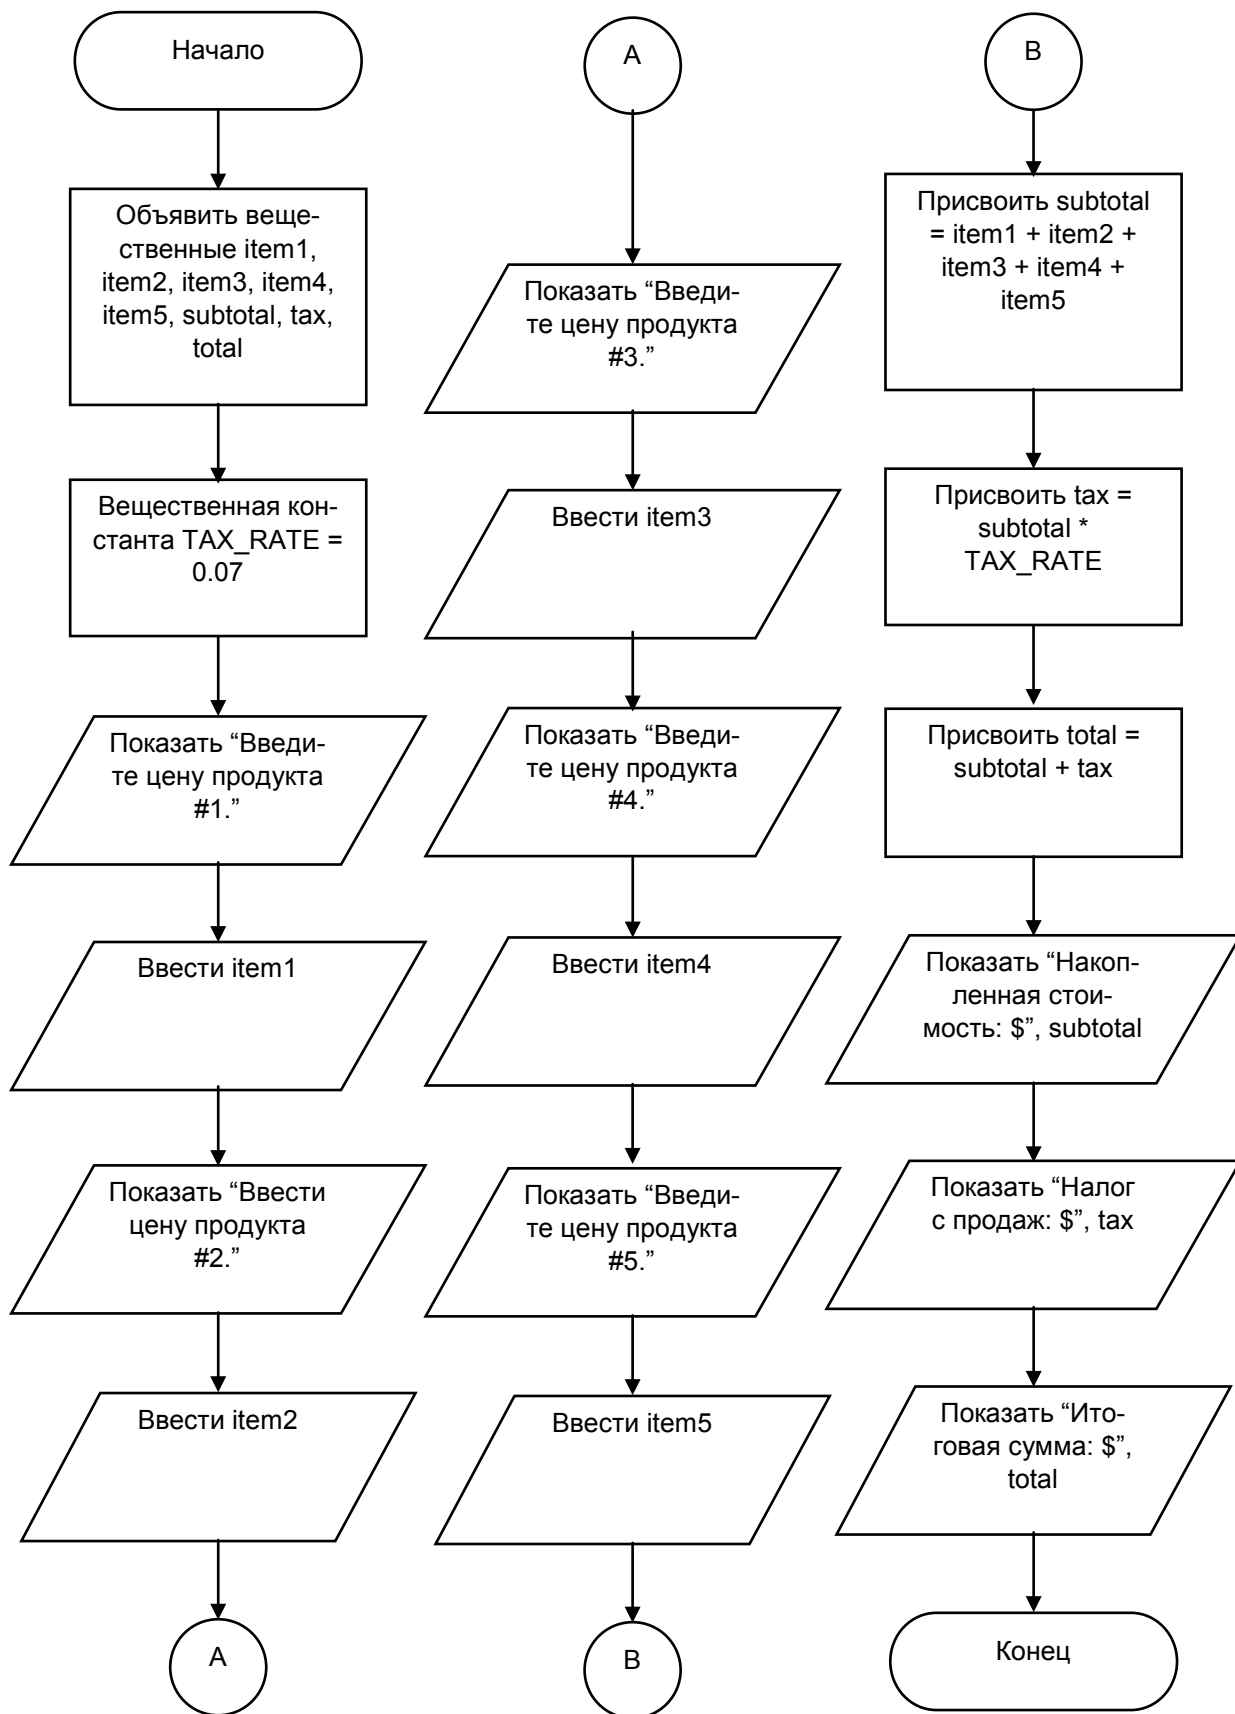 Начало
Объявить веще-
ственные item1,
item2, item3, item4,
item5, subtotal, tax,
total
Вещественная кон-
станта TAX_RATE =
0.07
Показать “Введи-
те цену продукта
#1.”
Ввести item1
Показать “Ввести
цену продукта
#2.”
Ввести item2
A
A
Показать “Введи-
те цену продукта
#3.”
Ввести item3
Показать “Введи-
те цену продукта
#4.”
Ввести item4
Показать “Введи-
те цену продукта
#5.”
Ввести item5
B
B
Присвоить subtotal
= item1 + item2 +
item3 + item4 +
item5
Присвоить tax =
subtotal *
TAX_RATE
Присвоить total =
subtotal + tax
Показать “Накоп-
ленная стои-
мость: $”, subtotal
Показать “Налог
с продаж: $”, tax
Показать “Ито-
говая сумма: $”,
total
Конец